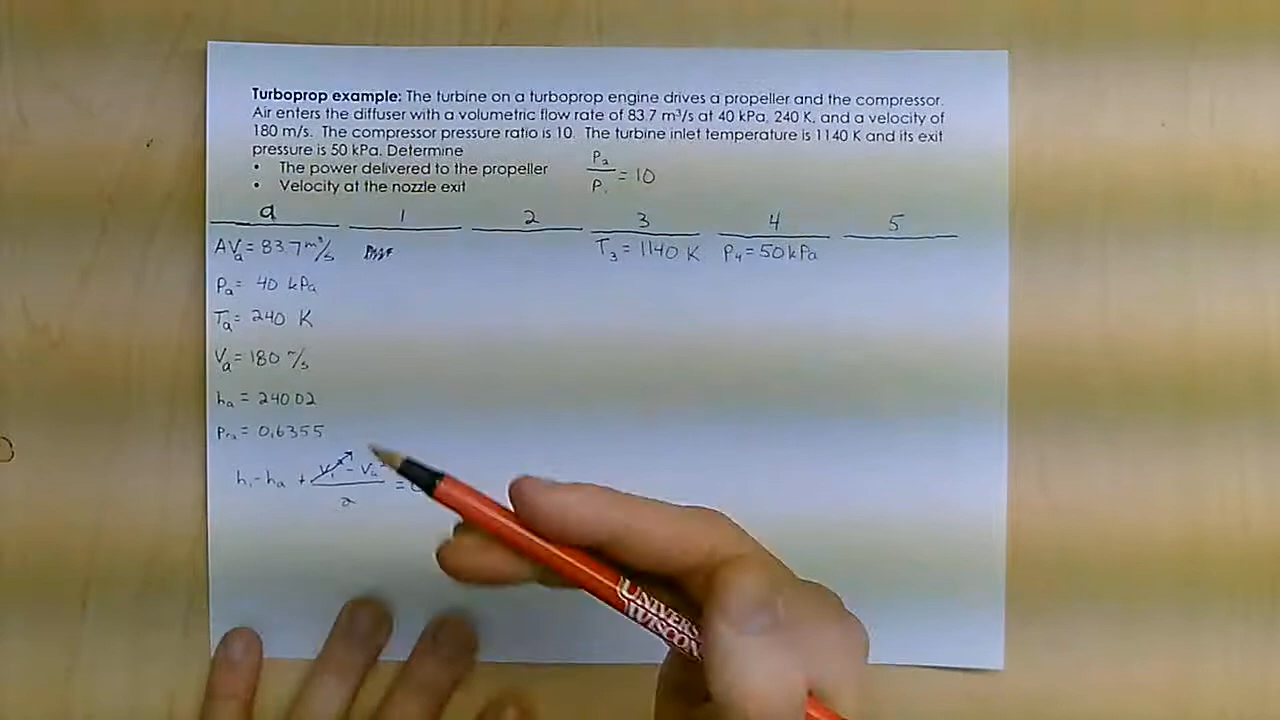 Turboprop example: The turbine on a turboprop engine drives a propeller and the compressor.
Air enters the diffuser with a volumetric flow rate of 83.7 m³/s at 40 kPa, 240 K, and a velocity of
180 m/s. The compressor pressure ratio is 10. The turbine inlet temperature is 1140 K and its exit
pressure is 50 kPa. Determine
• The power delivered to the propeller
• Velocity at the nozzle exit
P₂/P₁ = 10
a 1 2 3 4 5
AVₐ = 83.7 m³/s T₃ = 1140 K P₄ = 50 kPa
Pₐ = 40 kPa
Tₐ = 240 K
Vₐ = 180 m/s
hₐ = 240.02
Prₐ = 0.6355
h₁ - hₐ + (V₁² - Vₐ²)/2 =
UNIVERS
WISCON